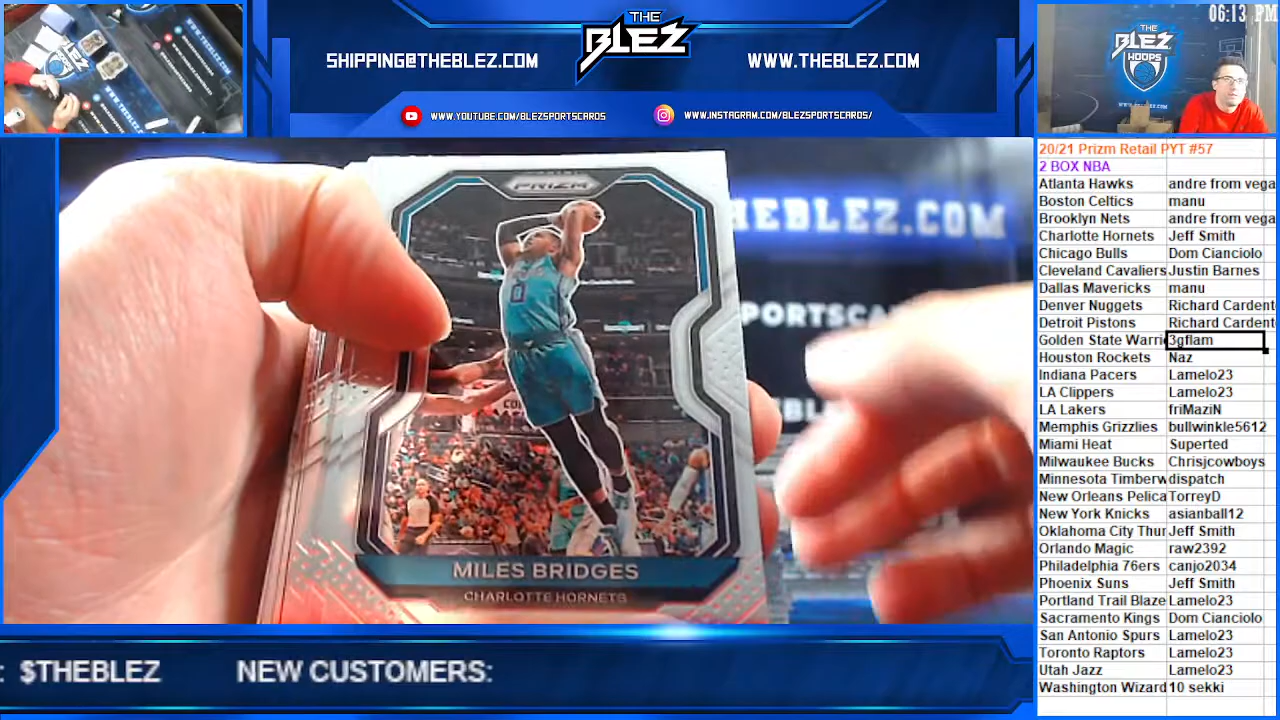 THE
BLEZ
SHIPPING@THEBLEZ.COM
WWW.THEBLEZ.COM
WWW.YOUTUBE.COM/BLEZSPORTSCARDS
WWW.INSTAGRAM.COM/BLEZSPORTSCARDS/
06:13 PM
THE
BLEZ
HOOPS
PRIZM
HEBLEZ.COM
PORTSCA
MILES BRIDGES
CHARLOTTE HORNETS
: $THEBLEZ NEW CUSTOMERS:
20/21 Prizm Retail PYT #57
2 BOX NBA
Atlanta Hawks andre from vega
Boston Celtics manu
Brooklyn Nets andre from vega
Charlotte Hornets Jeff Smith
Chicago Bulls Dom Cianciolo
Cleveland Cavaliers Justin Barnes
Dallas Mavericks manu
Denver Nuggets Richard Cardent
Detroit Pistons Richard Cardent
Golden State Warri 3gflam
Houston Rockets Naz
Indiana Pacers Lamelo23
LA Clippers Lamelo23
LA Lakers friMaziN
Memphis Grizzlies bullwinkle5612
Miami Heat Superted
Milwaukee Bucks Chrisjcowboys
Minnesota Timberw dispatch
New Orleans Pelica TorreyD
New York Knicks asianball12
Oklahoma City Thur Jeff Smith
Orlando Magic raw2392
Philadelphia 76ers canjo2034
Phoenix Suns Jeff Smith
Portland Trail Blaze Lamelo23
Sacramento Kings Dom Cianciolo
San Antonio Spurs Lamelo23
Toronto Raptors Lamelo23
Utah Jazz Lamelo23
Washington Wizard 10 sekki